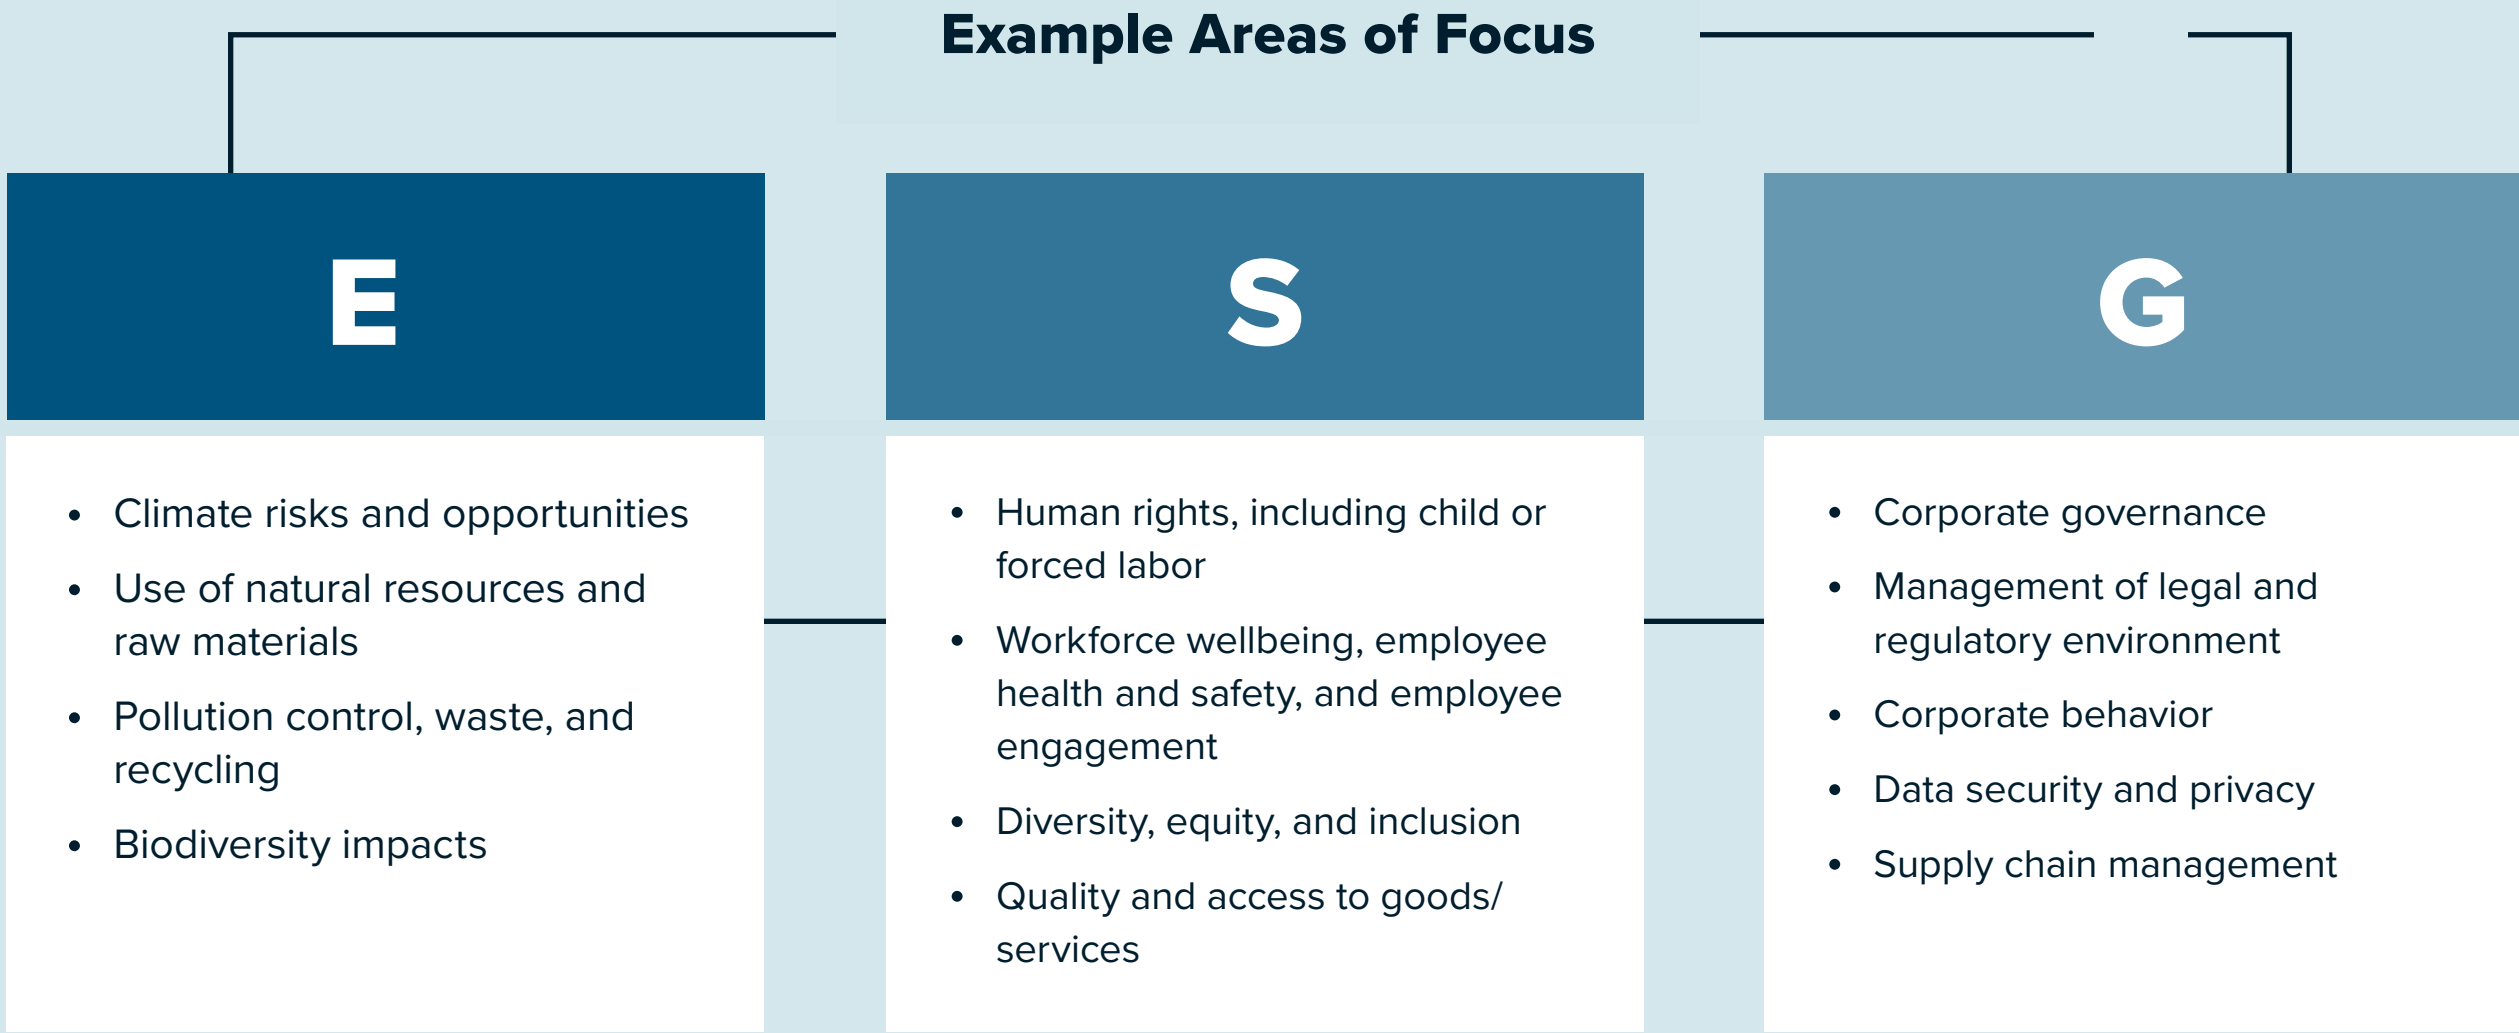 Example Areas of Focus
E
• Climate risks and opportunities
• Use of natural resources and
raw materials
• Pollution control, waste, and
recycling
• Biodiversity impacts
S
• Human rights, including child or
forced labor
• Workforce wellbeing, employee
health and safety, and employee
engagement
• Diversity, equity, and inclusion
• Quality and access to goods/
services
G
• Corporate governance
• Management of legal and
regulatory environment
• Corporate behavior
• Data security and privacy
• Supply chain management